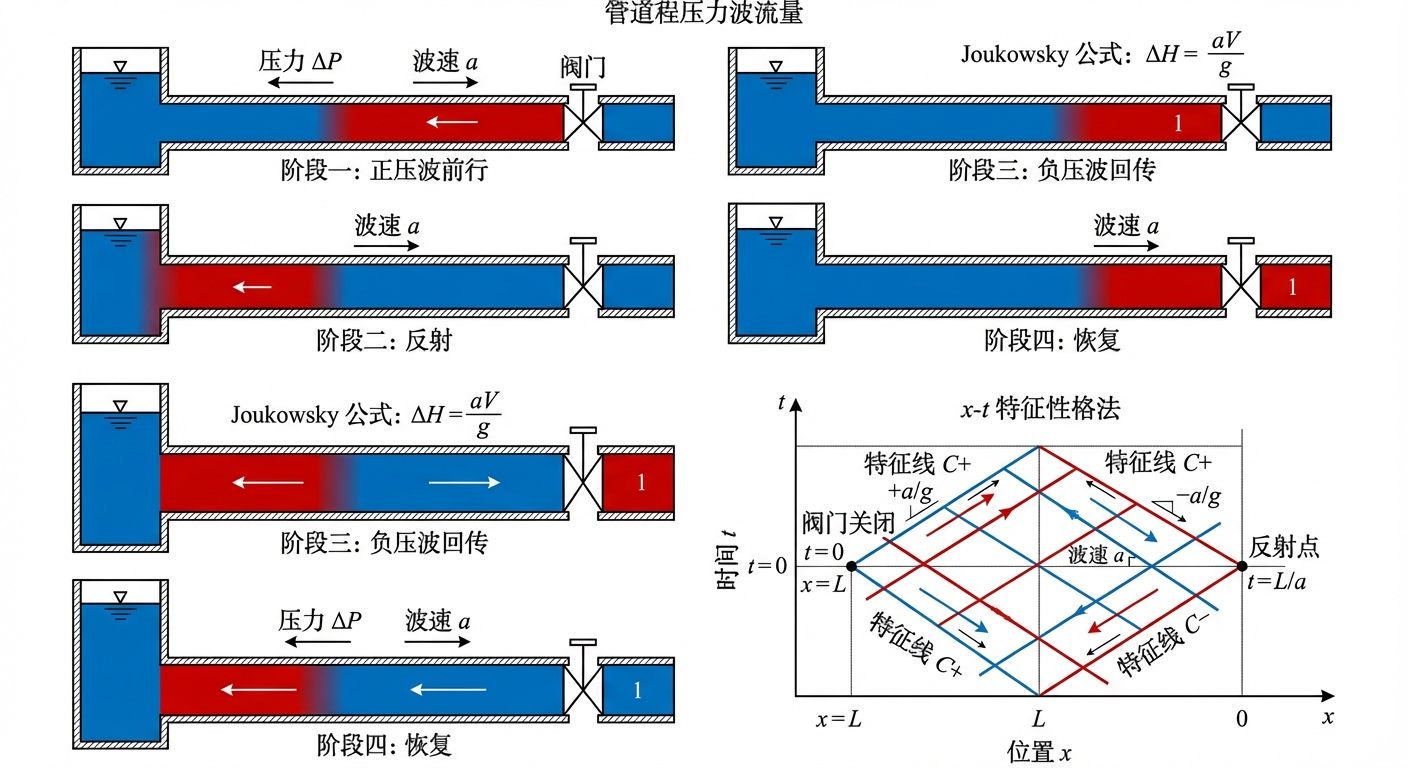 管道程压力波流量
压力 ΔP
波速 a
阀门
阶段一：正压波前行
波速 a
阶段二：反射
Joukowsky 公式：ΔH = aV/g
1
阶段三：负压波回传
压力 ΔP
波速 a
1
阶段四：恢复
Joukowsky 公式：ΔH = aV/g
1
阶段三：负压波回传
波速 a
1
阶段四：恢复
x-t 特征性格法
t
特征线 C+
特征线 C+
+a/g
−a/g
阀门关闭
t=0
x=L
时间 t
t=0
波速 a
反射点
t=L/a
特征线 C+
特征线 C−
x=L
L
0
x
位置 x